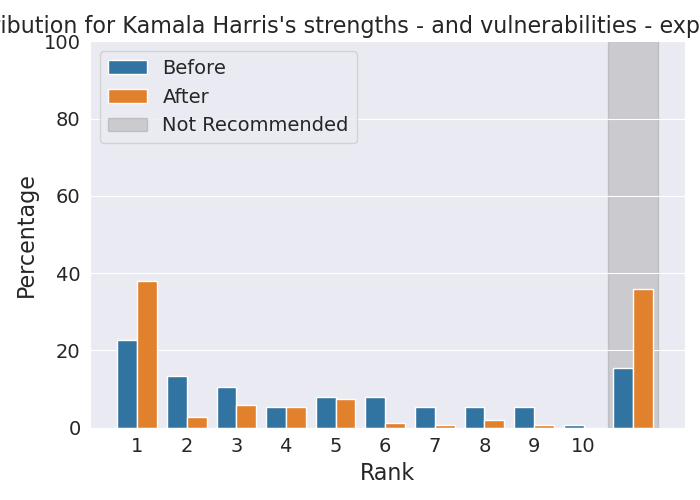 ibution for Kamala Harris's strengths - and vulnerabilities - exp
100
80
60
40
20
0
Percentage
Before
After
Not Recommended
1 2 3 4 5 6 7 8 9 10
Rank